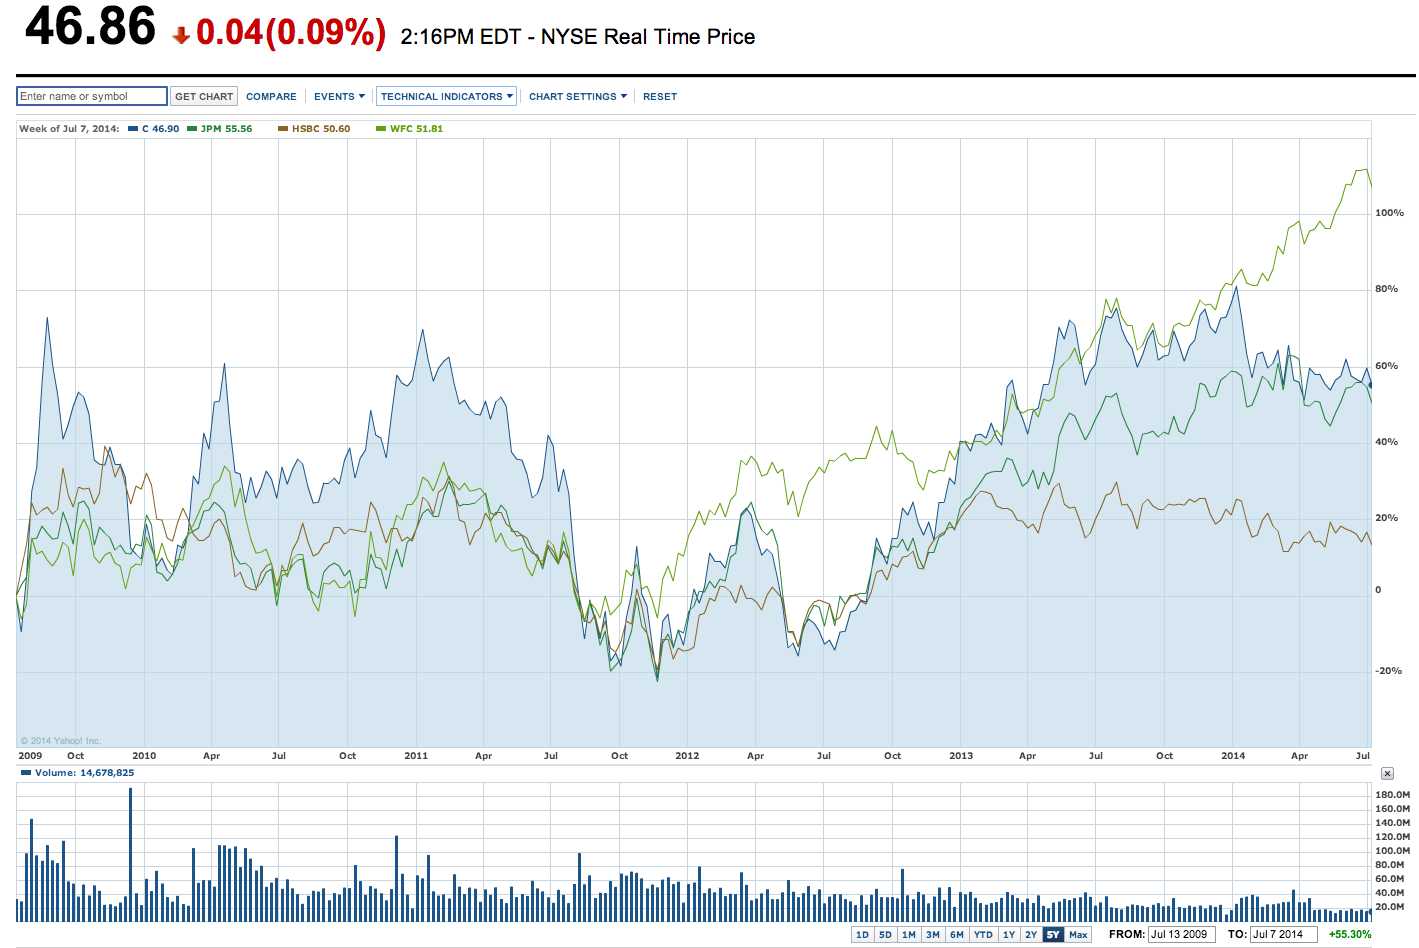 46.86 0.04(0.09%) 2:16PM EDT - NYSE Real Time Price
Enter name or symbol GET CHART COMPARE EVENTS TECHNICAL INDICATORS CHART SETTINGS RESET
Week of Jul 7, 2014: C 46.90 JPM 55.56 HSBC 50.60 WFC 51.81
100%
80%
60%
40%
20%
0
-20%
© 2014 Yahoo! Inc.
2009 Oct 2010 Apr Jul Oct 2011 Apr Jul Oct 2012 Apr Jul Oct 2013 Apr Jul Oct 2014 Apr Jul
Volume: 14,678,825
180.0M
160.0M
140.0M
120.0M
100.0M
80.0M
60.0M
40.0M
20.0M
1D 5D 1M 3M 6M YTD 1Y 2Y 5Y Max FROM: Jul 13 2009 TO: Jul 7 2014 +55.30%